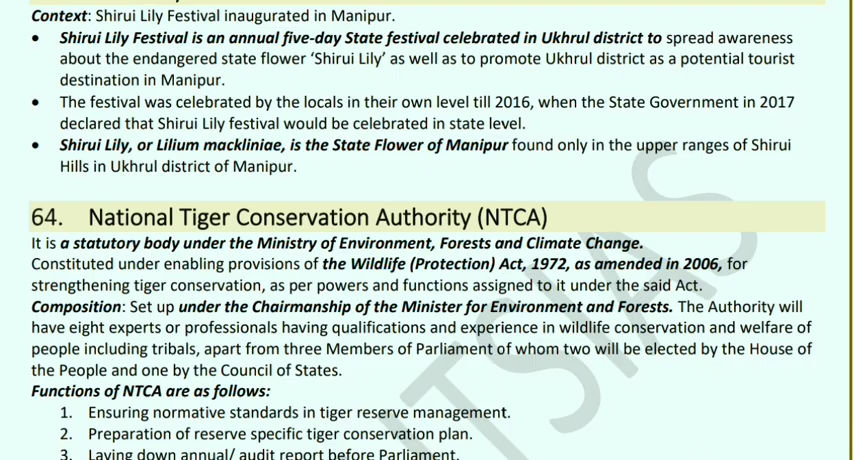 Context: Shirui Lily Festival inaugurated in Manipur.
• Shirui Lily Festival is an annual five-day State festival celebrated in Ukhrul district to spread awareness
about the endangered state flower ‘Shirui Lily’ as well as to promote Ukhrul district as a potential tourist
destination in Manipur.
• The festival was celebrated by the locals in their own level till 2016, when the State Government in 2017
declared that Shirui Lily festival would be celebrated in state level.
• Shirui Lily, or Lilium mackliniae, is the State Flower of Manipur found only in the upper ranges of Shirui
Hills in Ukhrul district of Manipur.
64. National Tiger Conservation Authority (NTCA)
It is a statutory body under the Ministry of Environment, Forests and Climate Change.
Constituted under enabling provisions of the Wildlife (Protection) Act, 1972, as amended in 2006, for
strengthening tiger conservation, as per powers and functions assigned to it under the said Act.
Composition: Set up under the Chairmanship of the Minister for Environment and Forests. The Authority will
have eight experts or professionals having qualifications and experience in wildlife conservation and welfare of
people including tribals, apart from three Members of Parliament of whom two will be elected by the House of
the People and one by the Council of States.
Functions of NTCA are as follows:
1. Ensuring normative standards in tiger reserve management.
2. Preparation of reserve specific tiger conservation plan.
3. Laying down annual/ audit report before Parliament.
TSIAS